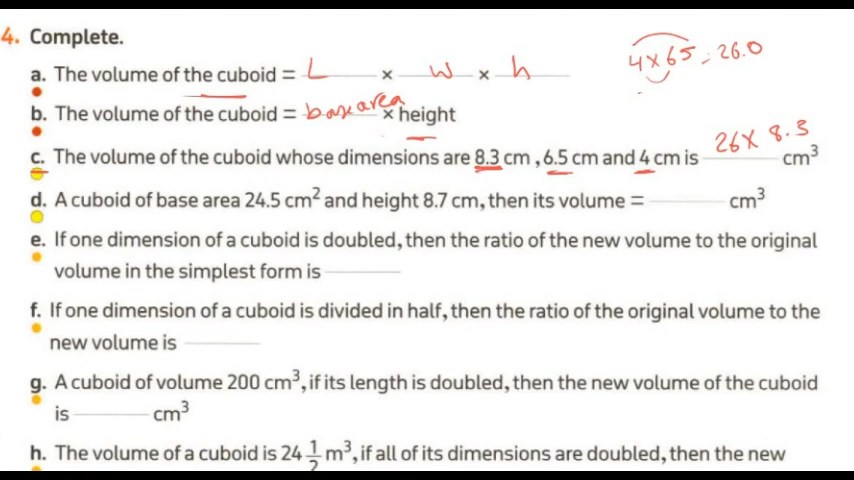 4. Complete.
4 x 65 = 26.0
a. The volume of the cuboid = L × w × h
b. The volume of the cuboid = base area × height
c. The volume of the cuboid whose dimensions are 8.3 cm , 6.5 cm and 4 cm is 26 x 8.3 cm³
d. A cuboid of base area 24.5 cm² and height 8.7 cm, then its volume = cm³
e. If one dimension of a cuboid is doubled, then the ratio of the new volume to the original
volume in the simplest form is
f. If one dimension of a cuboid is divided in half, then the ratio of the original volume to the
new volume is
g. A cuboid of volume 200 cm³, if its length is doubled, then the new volume of the cuboid
is cm³
h. The volume of a cuboid is 24 1/2 m³, if all of its dimensions are doubled, then the new